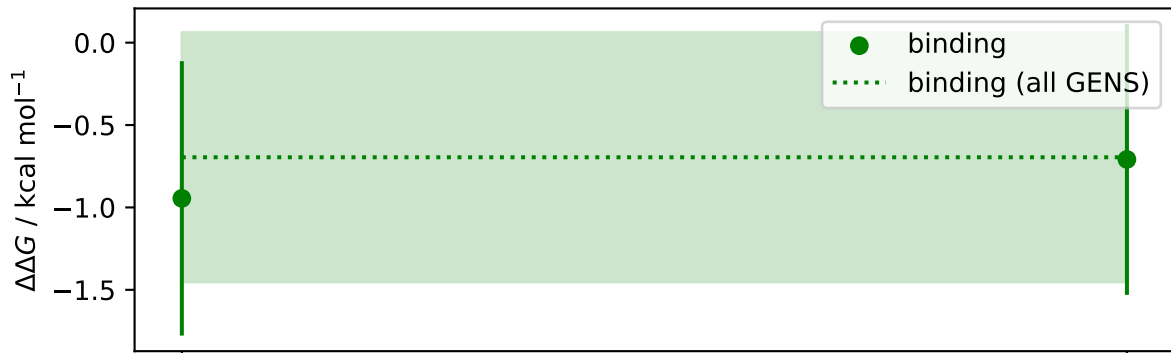 0.0
−0.5
−1.0
−1.5
ΔΔG / kcal mol⁻¹
binding
binding (all GENS)